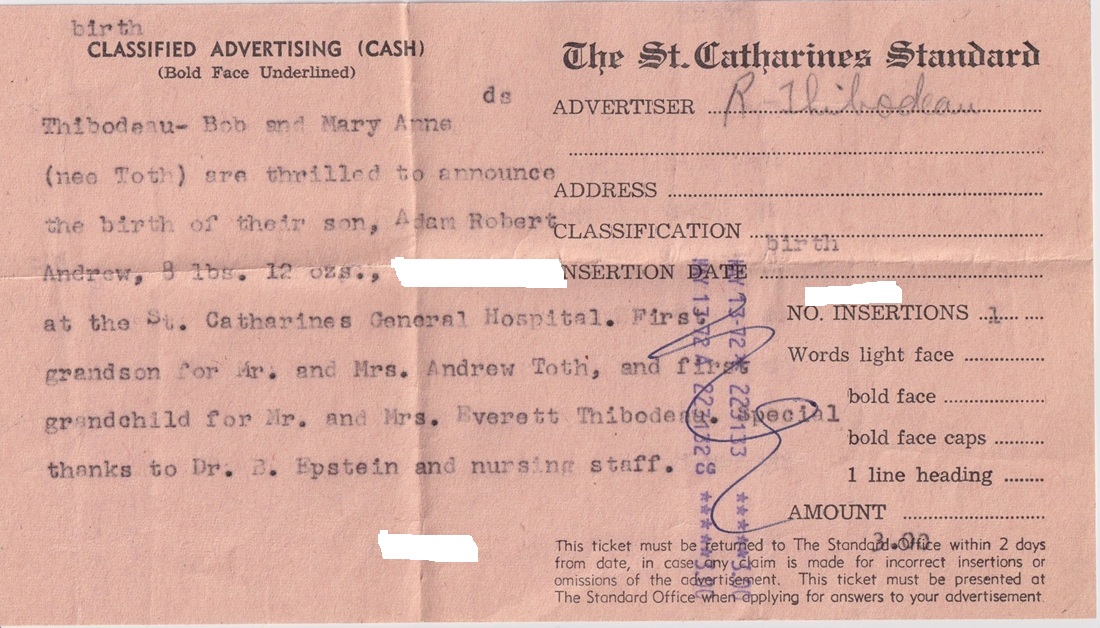 birth
CLASSIFIED ADVERTISING (CASH)
(Bold Face Underlined)
ds
Thibodeau- Bob and Mary Anne
(nee Toth) are thrilled to announce
the birth of their son, Adam Robert
Andrew, 8 lbs. 12 ozs.,
at the St. Catharines General Hospital. First
grandson for Mr. and Mrs. Andrew Toth, and first
grandchild for Mr. and Mrs. Everett Thibodeau. Special
thanks to Dr. B. Epstein and nursing staff.
The St. Catharines Standard
ADVERTISER R Thibodeau
ADDRESS
CLASSIFICATION
birth
INSERTION DATE
NO. INSERTIONS 1
Words light face
bold face
bold face caps
1 line heading
AMOUNT
3.00
This ticket must be returned to The Standard Office within 2 days
from date, in case any claim is made for incorrect insertions or
omissions of the advertisement. This ticket must be presented at
The Standard Office when applying for answers to your advertisement.